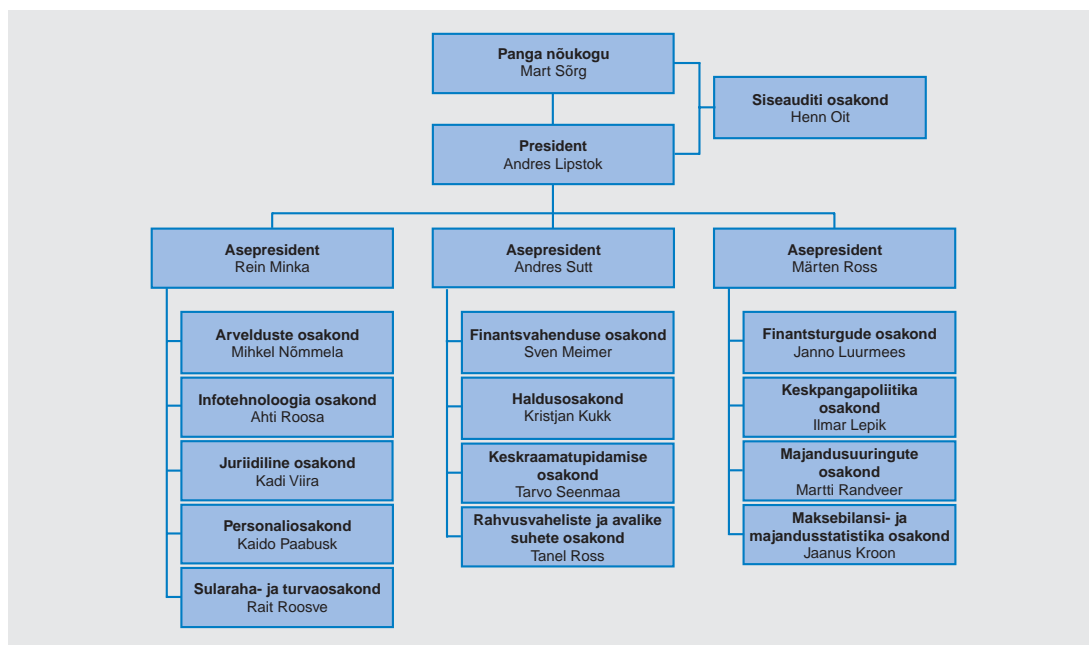 Panga nõukogu
Mart Sõrg
Siseauditi osakond
Henn Oit
President
Andres Lipstok
Asepresident
Rein Minka
Arvelduste osakond
Mihkel Nõmmela
Infotehnoloogia osakond
Ahti Roosa
Juriidiline osakond
Kadi Viira
Personaliosakond
Kaido Paabusk
Sularaha- ja turvaosakond
Rait Roosve
Asepresident
Andres Sutt
Finantsvahenduse osakond
Sven Meimer
Haldusosakond
Kristjan Kukk
Keskraamatupidamise
osakond
Tarvo Seenmaa
Rahvusvaheliste ja avalike
suhete osakond
Tanel Ross
Asepresident
Märten Ross
Finantsturgude osakond
Janno Luurmees
Keskpangapoliitika
osakond
Ilmar Lepik
Majandusuuringute
osakond
Martti Randveer
Maksebilansi- ja
majandusstatistika osakond
Jaanus Kroon